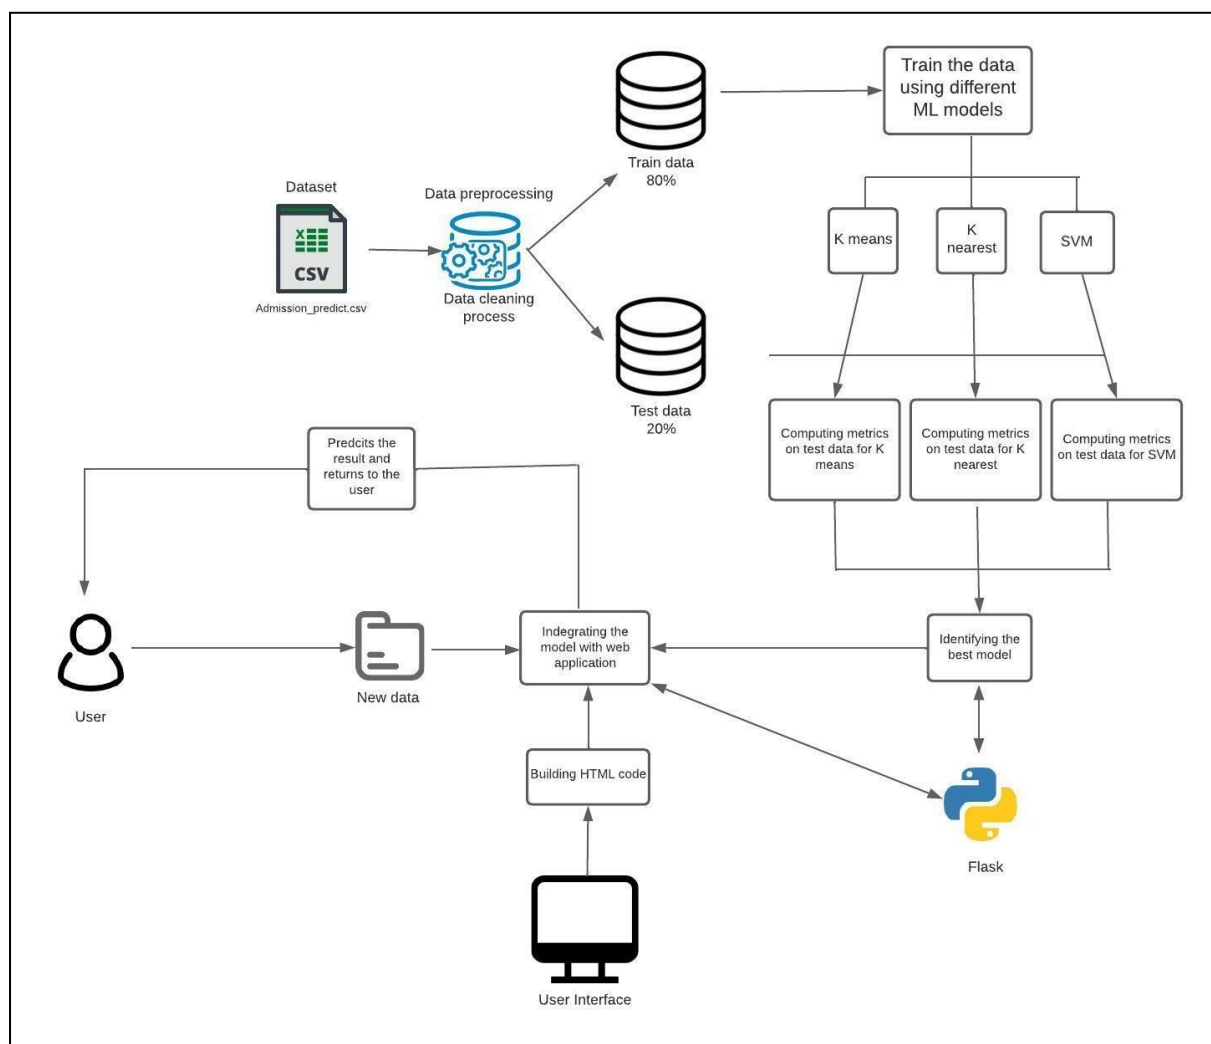 Train the data
using different
ML models
Train data
80%
Dataset
Data preprocessing
X
CSV
Admission_predict.csv
Data cleaning
process
K means
K
nearest
SVM
Test data
20%
Computing metrics
on test data for K
means
Computing metrics
on test data for K
nearest
Computing metrics
on test data for SVM
Predcits the
result and
returns to the
user
Indegrating the
model with web
application
Identifying the
best model
New data
User
Building HTML code
Flask
User Interface